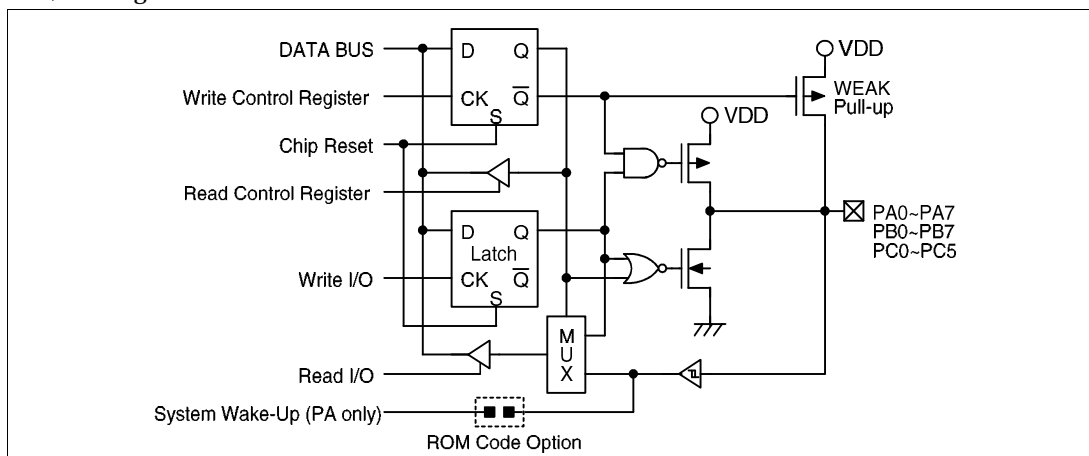 DATA BUS
D
Q
VDD
Write Control Register
CK
Q
S
WEAK
Pull-up
VDD
Chip Reset
Read Control Register
D
Q
Latch
PA0~PA7
PB0~PB7
PC0~PC5
Write I/O
CK
Q
S
M
U
X
Read I/O
System Wake-Up (PA only)
ROM Code Option